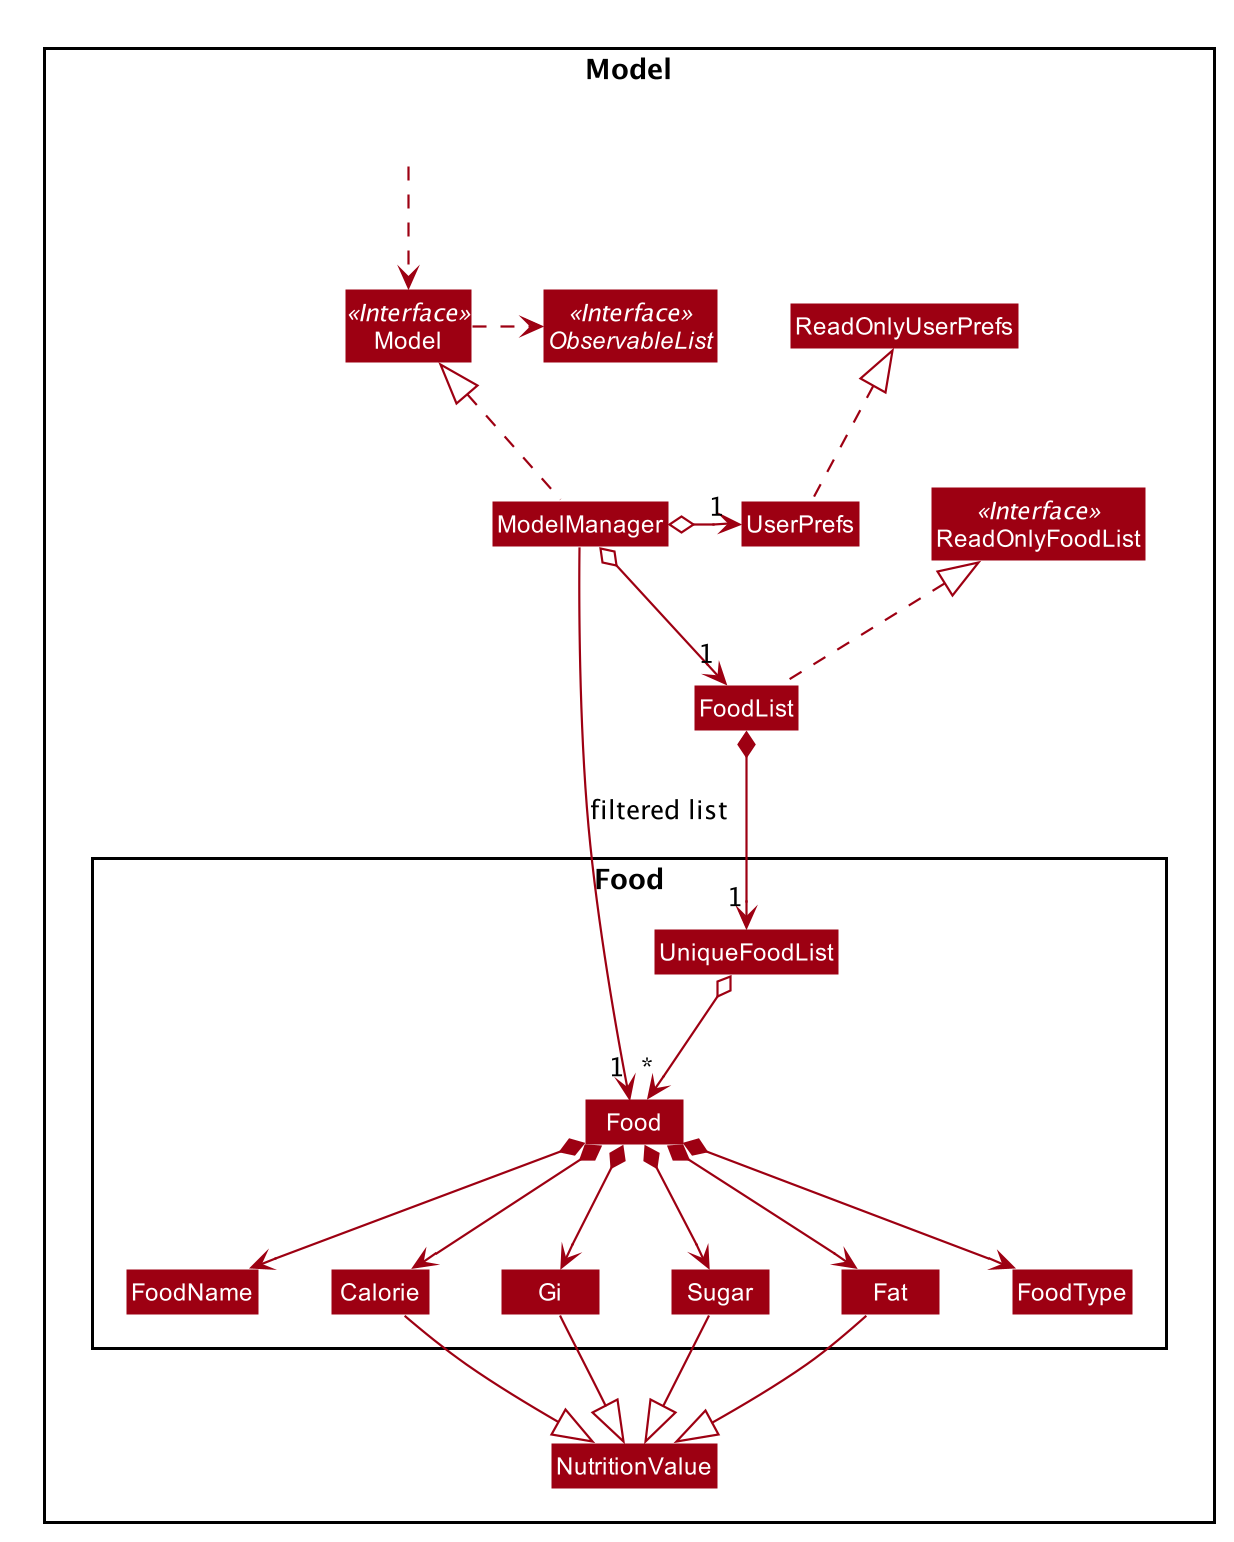 Model
«Interface»
Model
«Interface»
ObservableList
ReadOnlyUserPrefs
ModelManager
1
UserPrefs
«Interface»
ReadOnlyFoodList
1
FoodList
filtered list
Food
1
UniqueFoodList
1
*
Food
FoodName
Calorie
Gi
Sugar
Fat
FoodType
NutritionValue